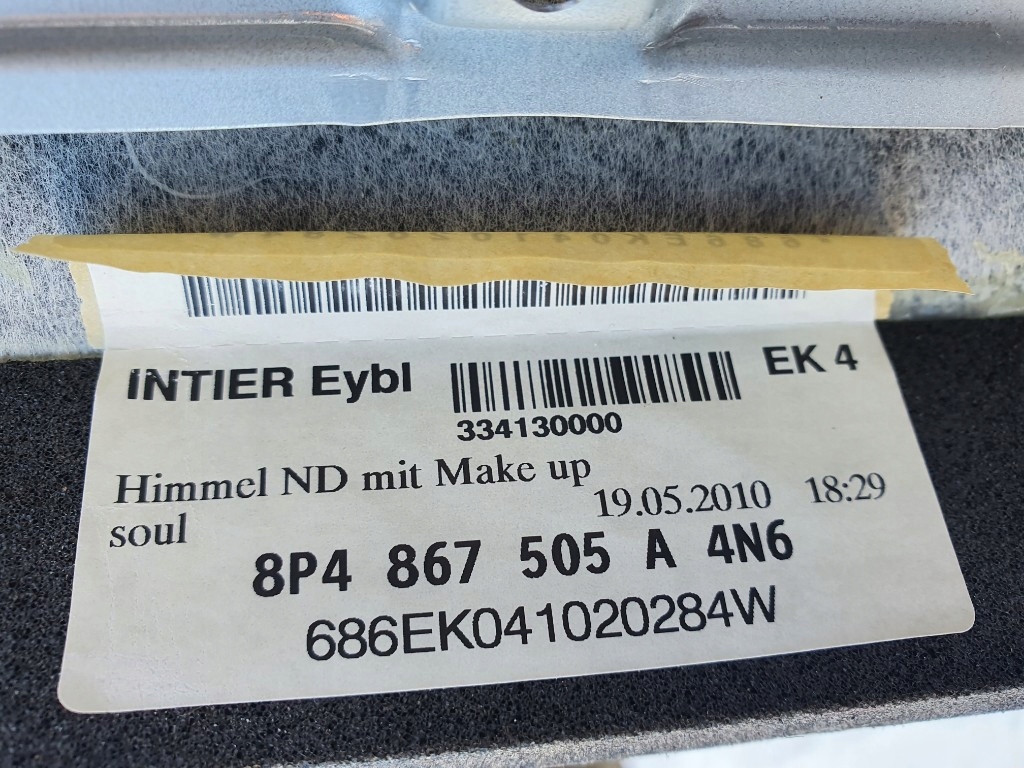 INTIER Eybl
EK 4
334130000
Himmel ND mit Make up
soul
19.05.2010 18:29
8P4 867 505 A 4N6
686EK041020284W